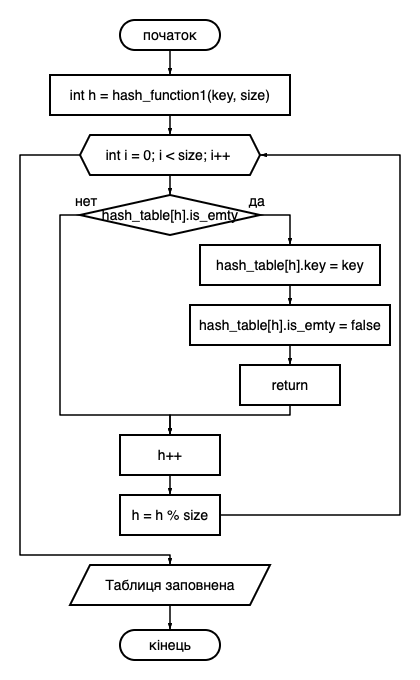 початок
int h = hash_function1(key, size)
int i = 0; i < size; i++
нет
hash_table[h].is_emty
да
hash_table[h].key = key
hash_table[h].is_emty = false
return
h++
h = h % size
Таблиця заповнена
кінець